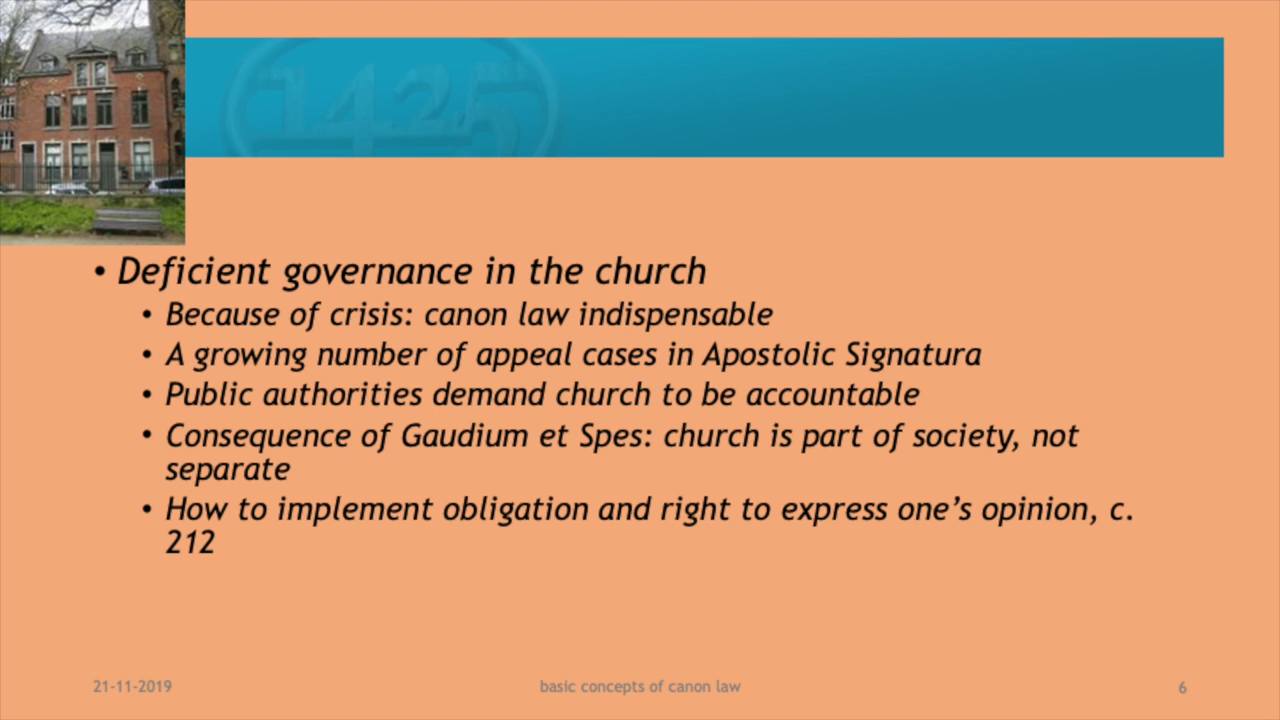 1425
• Deficient governance in the church
• Because of crisis: canon law indispensable
• A growing number of appeal cases in Apostolic Signatura
• Public authorities demand church to be accountable
• Consequence of Gaudium et Spes: church is part of society, not
separate
• How to implement obligation and right to express one’s opinion, c.
212
21-11-2019
basic concepts of canon law
6